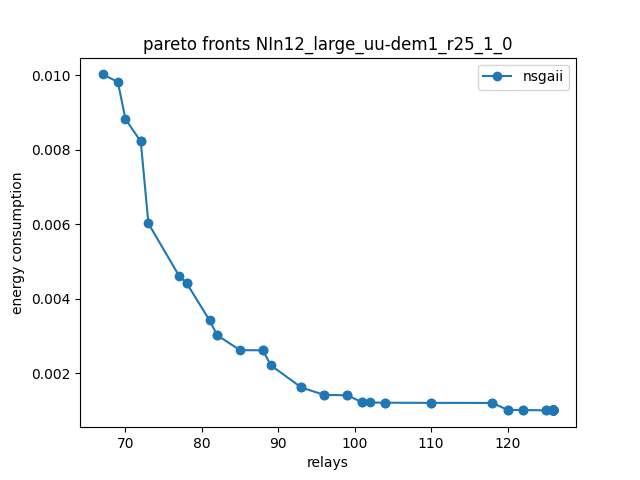 pareto fronts NIn12_large_uu-dem1_r25_1_0
nsgaii
energy consumption
0.010
0.008
0.006
0.004
0.002
70 80 90 100 110 120
relays